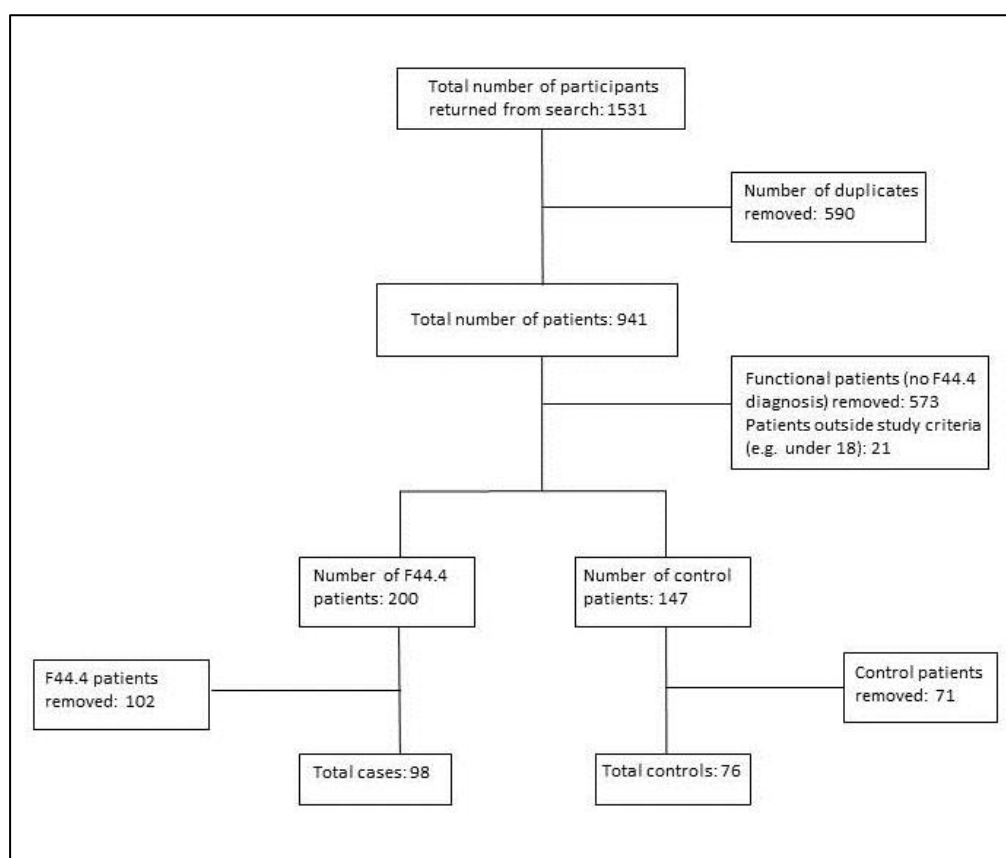 Total number of participants
returned from search: 1531
Number of duplicates
removed: 590
Total number of patients: 941
Functional patients (no F44.4
diagnosis) removed: 573
Patients outside study criteria
(e.g. under 18): 21
Number of F44.4
patients: 200
Number of control
patients: 147
F44.4 patients
removed: 102
Control patients
removed: 71
Total cases: 98
Total controls: 76